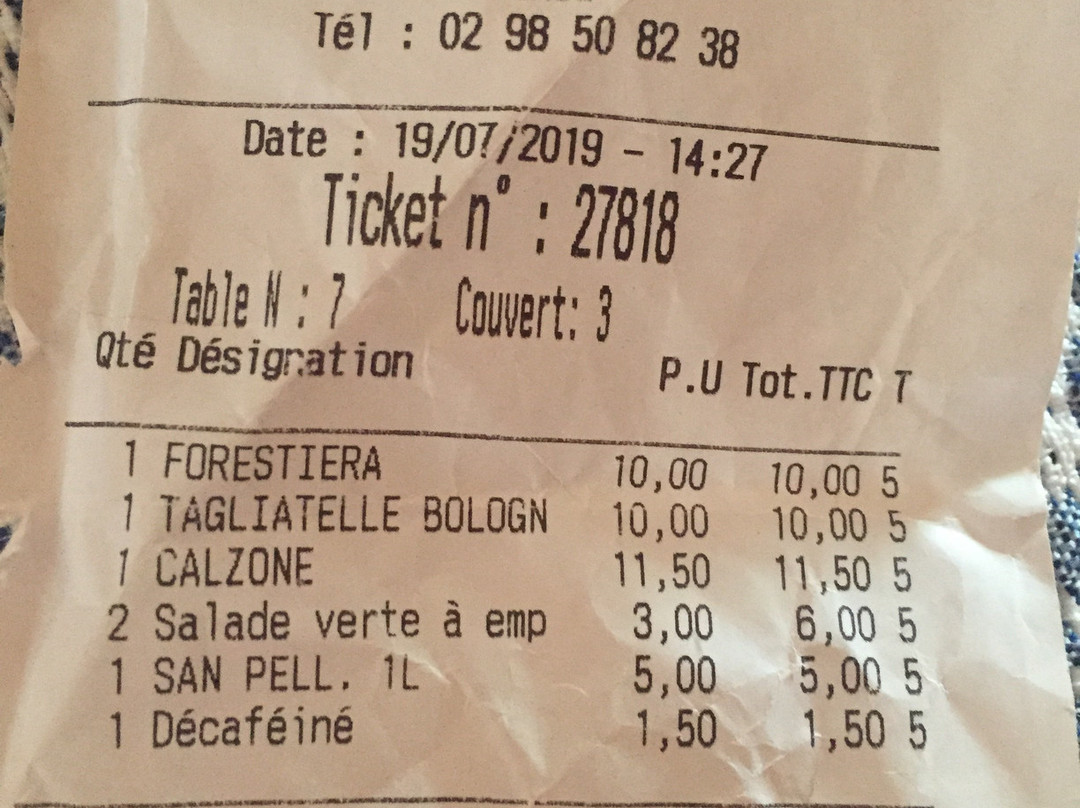 Tél : 02 98 50 82 38
Date : 19/07/2019 - 14:27
Ticket n° : 27818
Table N : 7 Couvert: 3
Qté Désignation P.U Tot.TTC T
1 FORESTIERA 10,00 10,00 5
1 TAGLIATELLE BOLOGN 10,00 10,00 5
1 CALZONE 11,50 11,50 5
2 Salade verte à emp 3,00 6,00 5
1 SAN PELL. 1L 5,00 5,00 5
1 Décaféiné 1,50 1,50 5